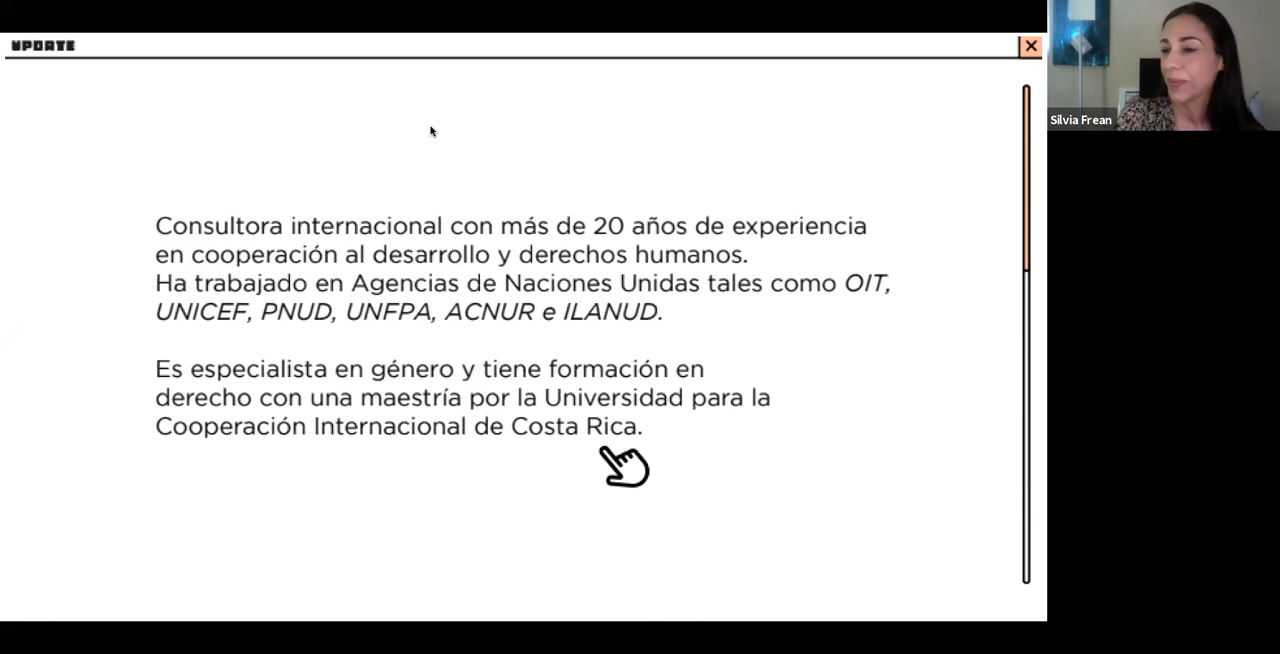 UPDATE
Silvia Frean
Consultora internacional con más de 20 años de experiencia
en cooperación al desarrollo y derechos humanos.
Ha trabajado en Agencias de Naciones Unidas tales como OIT,
UNICEF, PNUD, UNFPA, ACNUR e ILANUD.
Es especialista en género y tiene formación en
derecho con una maestría por la Universidad para la
Cooperación Internacional de Costa Rica.